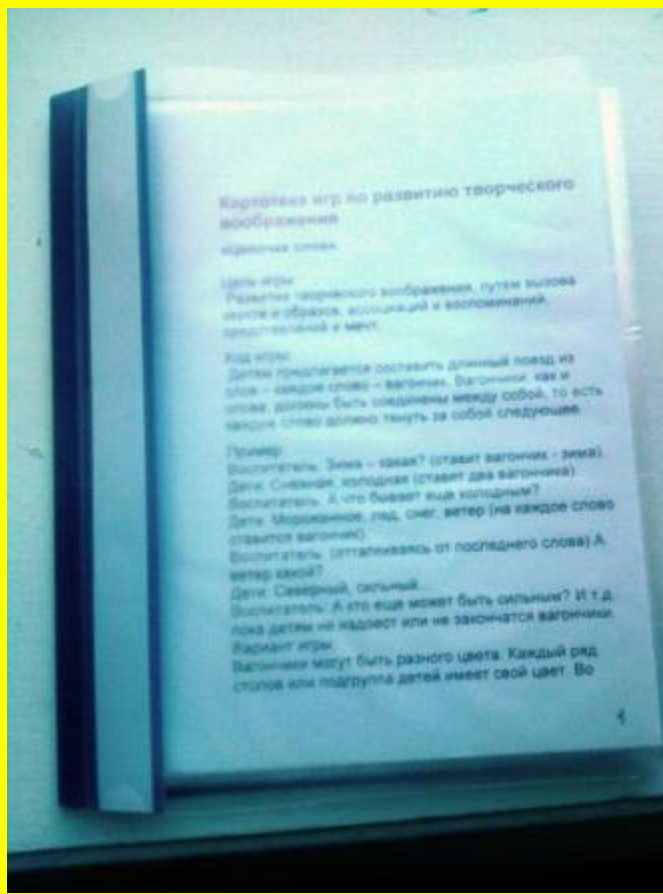 Картотека игр по развитию творческого
воображения
«Цепочка слов».
Цель игры:
Развитие творческого воображения, путем вызова
звуков и образов, ассоциаций и воспоминаний,
представлений и мечт.
Ход игры:
Детям предлагается составить длинный поезд из
слов – каждое слово – вагончик. Вагончики, как и
слова, должны быть соединены между собой, то есть
каждое слово должно тянуть за собой следующее.
Пример:
Воспитатель: Зима – какая? (ставит вагончик - зима)
Дети: Снежная, холодная (ставят два вагончика)
Воспитатель: А что бывает еще холодным?
Дети: Мороженное, лед, снег, ветер (на каждое слово
ставится вагончик)
Воспитатель: (отталкиваясь от последнего слова) А
ветер какой?
Дети: Северный, сильный...
Воспитатель: А кто еще может быть сильным? И т.д.
пока детям не надоест или не закончатся вагончики.
Вариант игры:
Вагончики могут быть разного цвета. Каждый ряд
столов или подгруппа детей имеет свой цвет. Во
1